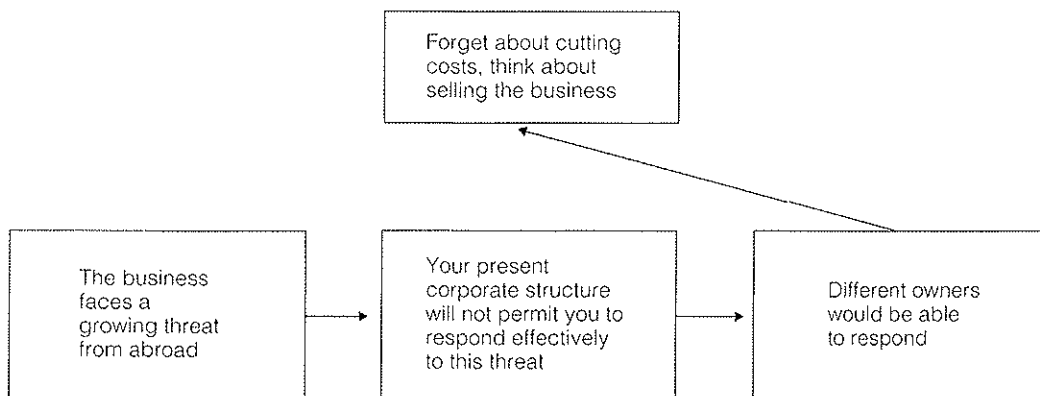 Forget about cutting
costs, think about
selling the business
The business
faces a
growing threat
from abroad
Your present
corporate structure
will not permit you to
respond effectively
to this threat
Different owners
would be able
to respond